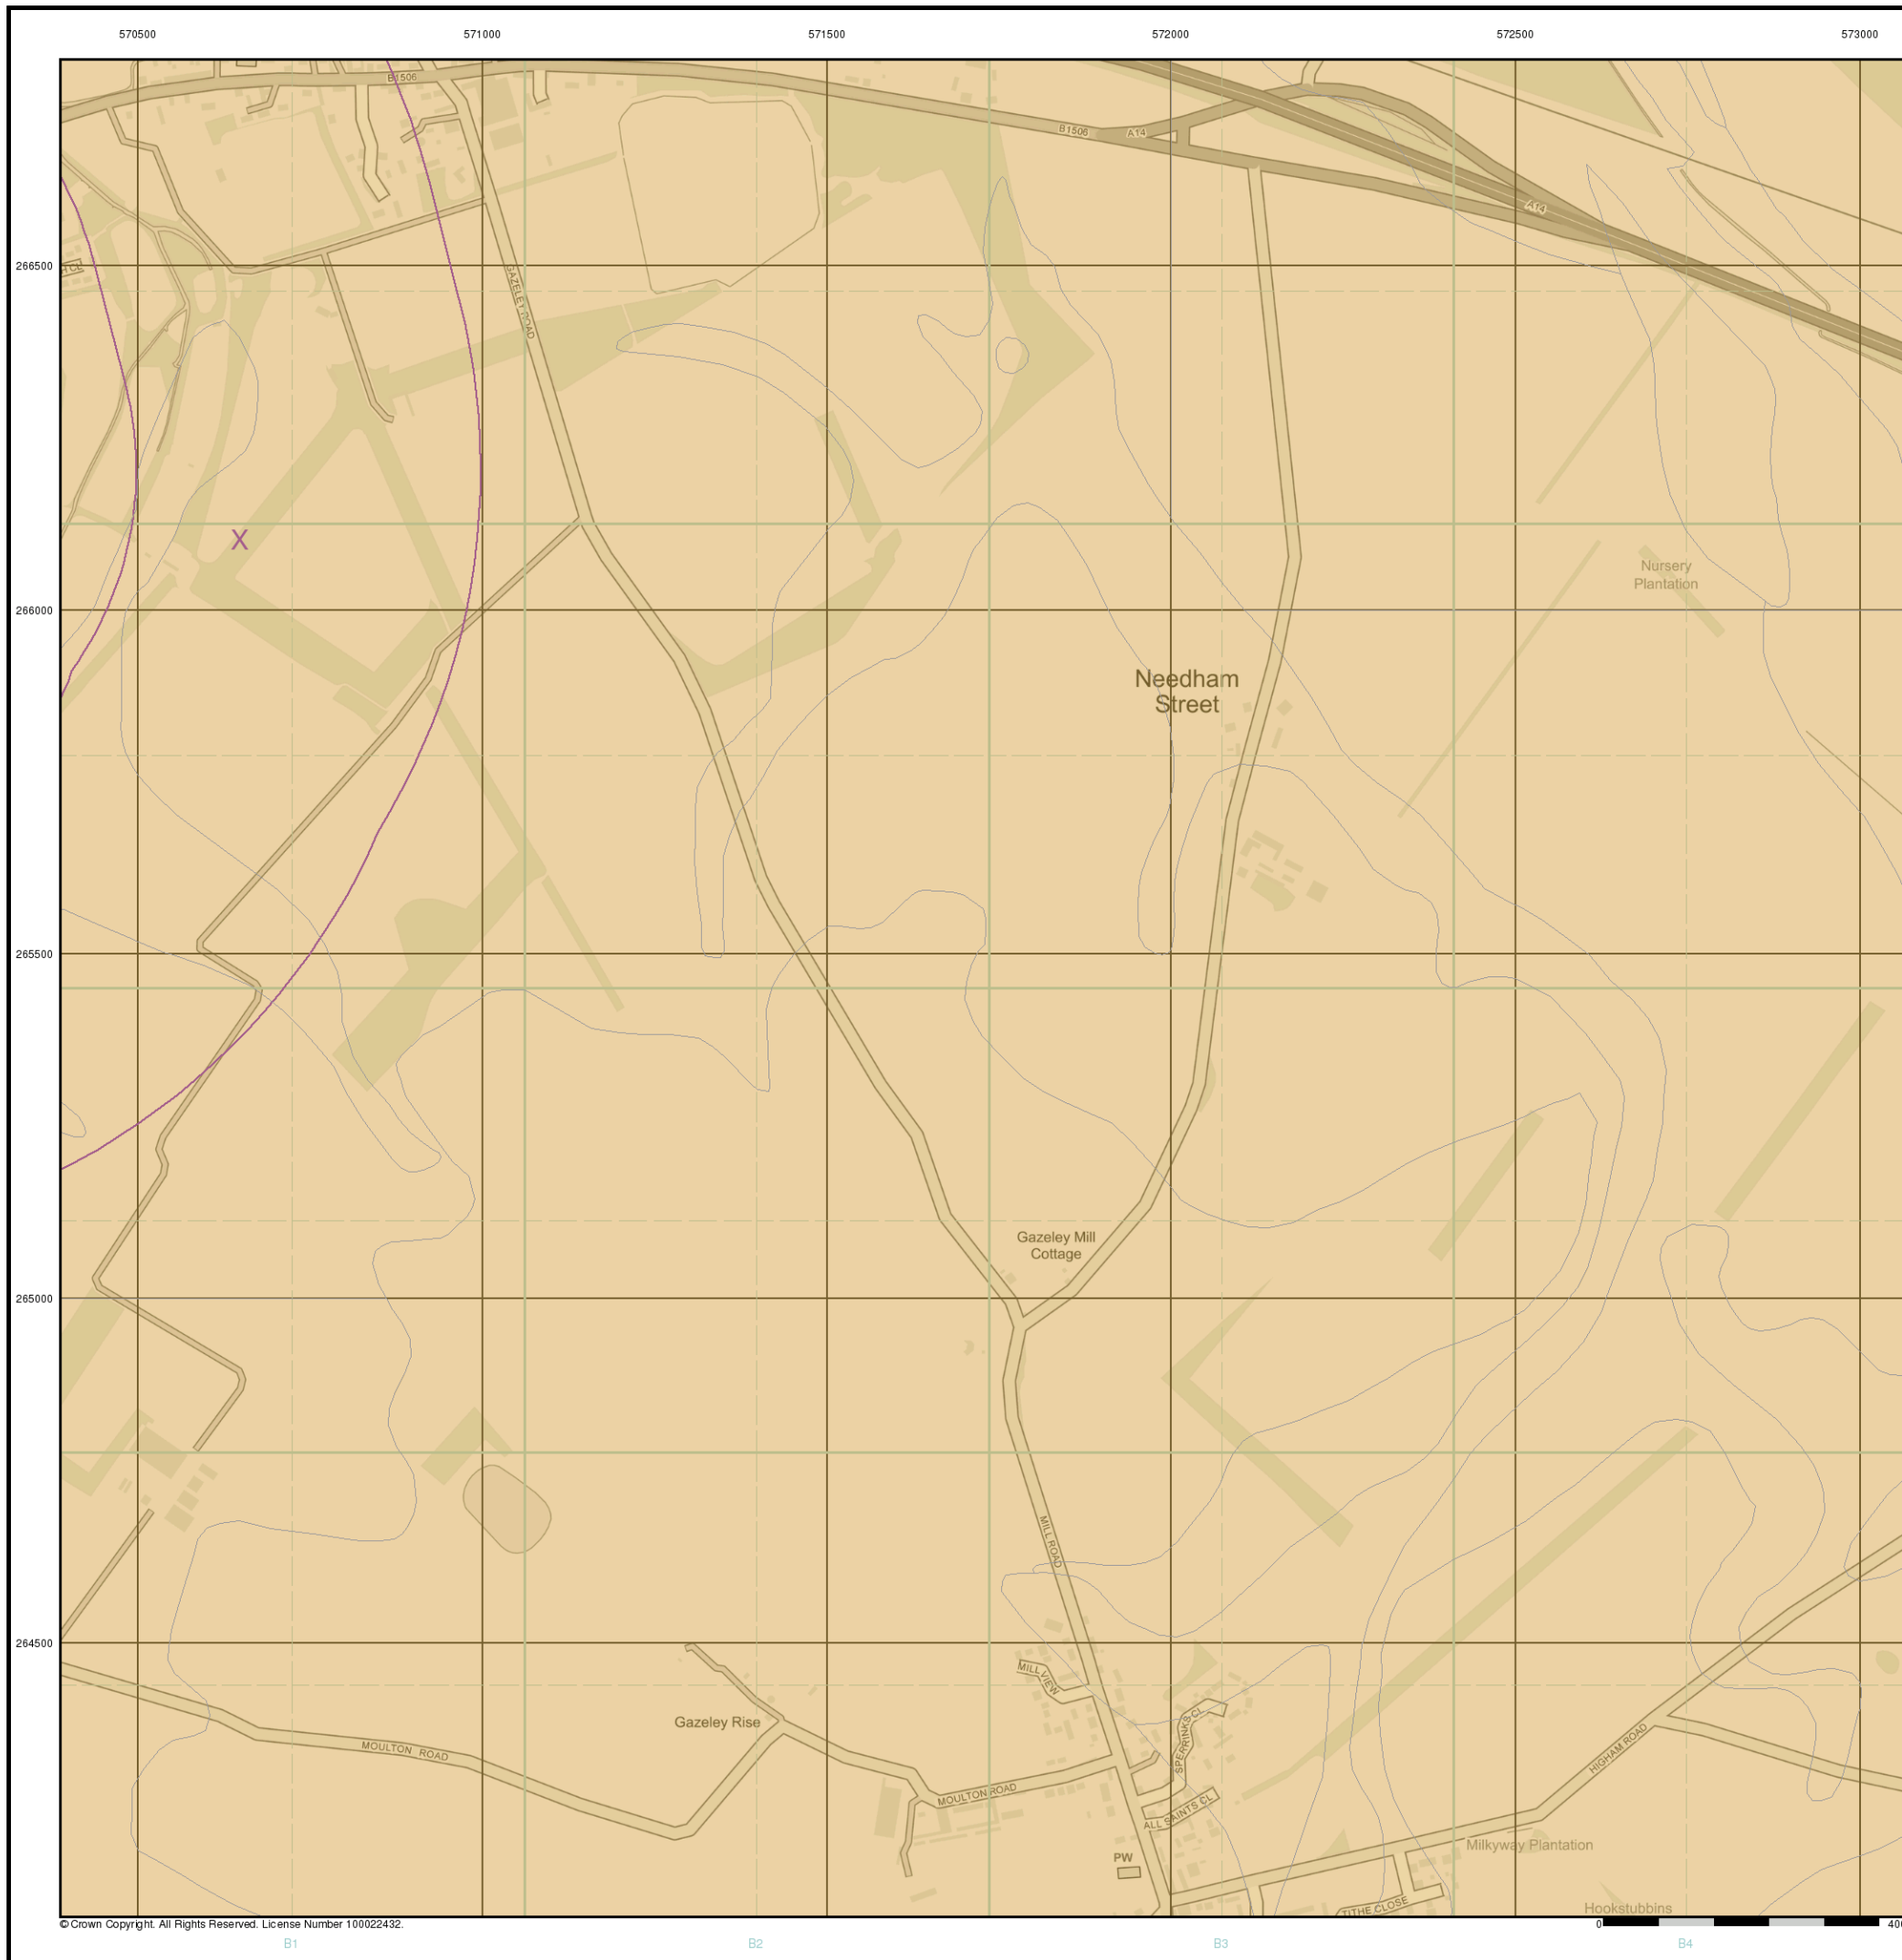 570500 571000 571500 572000 572500 573000
B1506
B1506
A14
A14
266500
GAZELEY ROAD
X
Nursery
Plantation
266000
Needham
Street
265500
Gazeley Mill
Cottage
265000
MILL ROAD
264500
MILL VIEW
SPERRINKS CL
Gazeley Rise
MOULTON ROAD
HIGHAM ROAD
MOULTON ROAD
ALL SAINTS CL
Milkyway Plantation
PW
TITHE CLOSE
Hookstubbins
© Crown Copyright. All Rights Reserved. License Number 100022432.
0
B1 B2 B3 B4